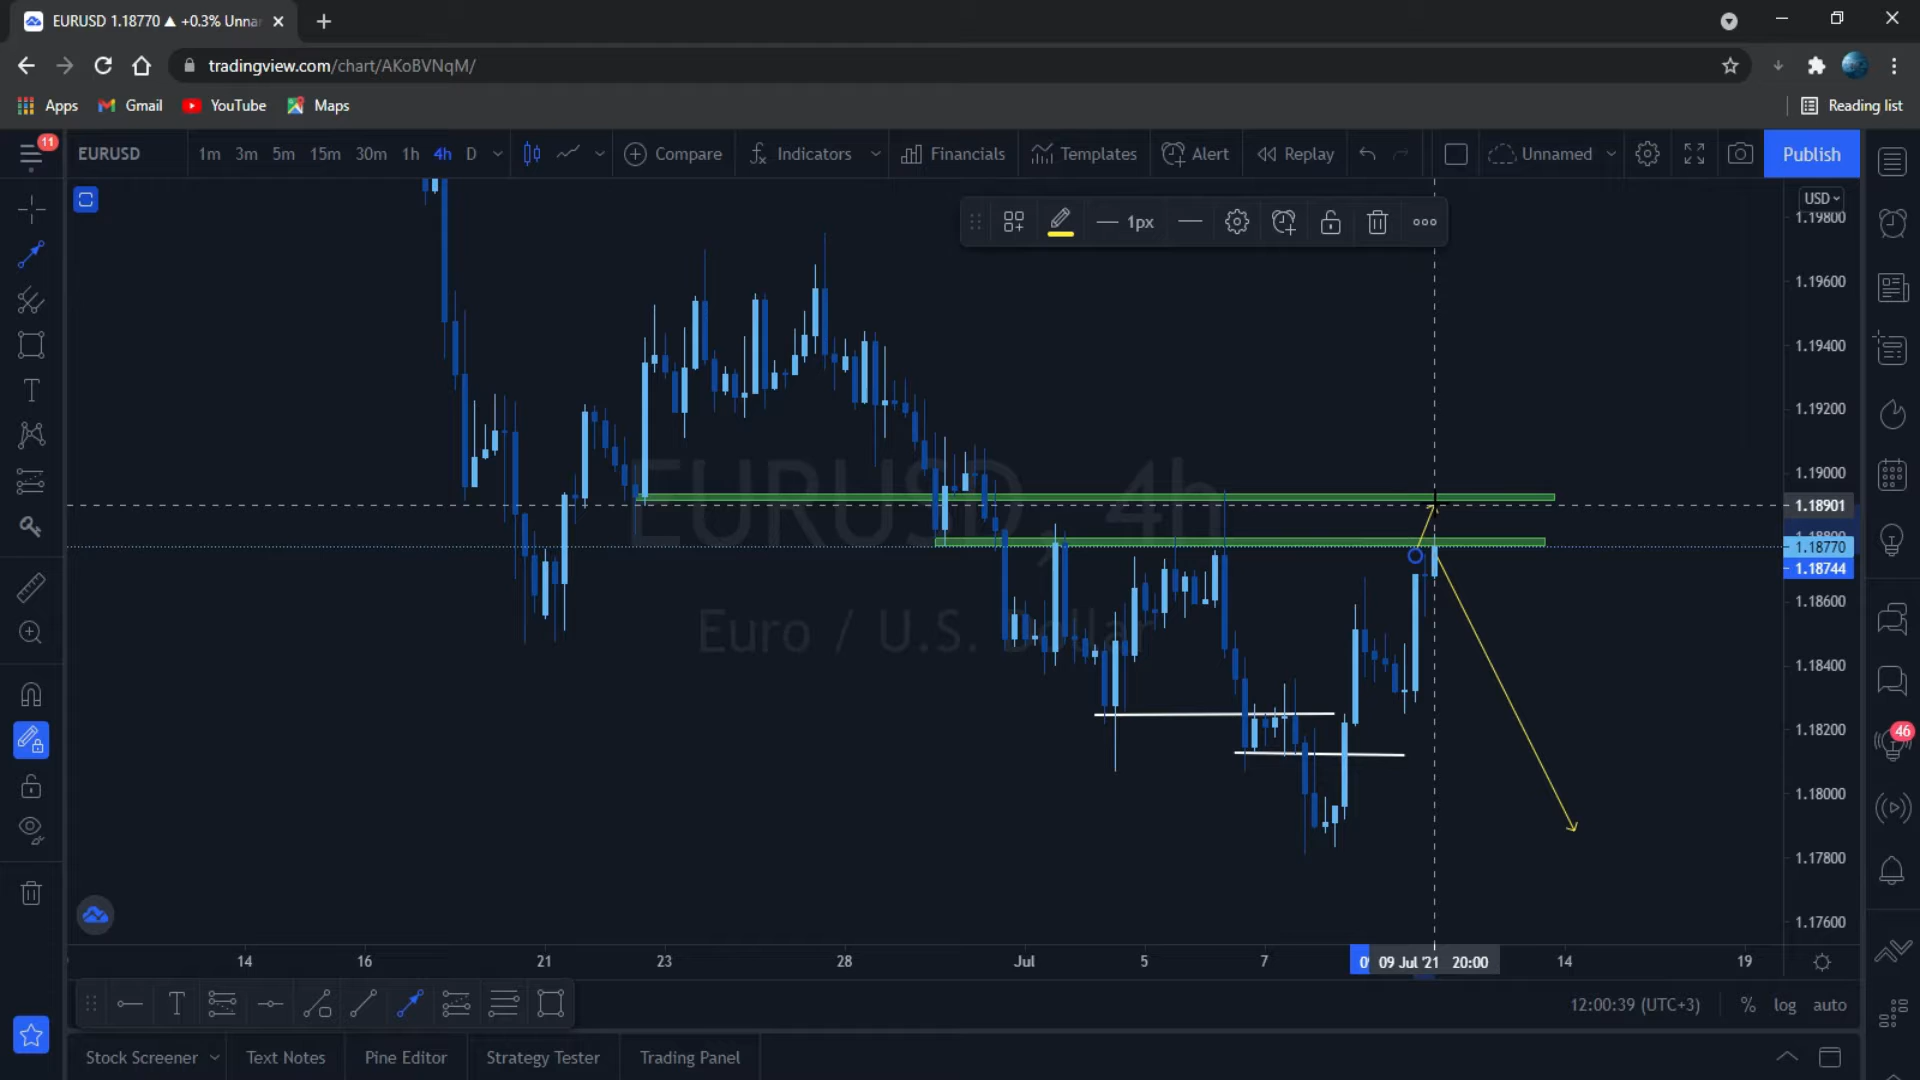 EURUSD 1.18770 ▲ +0.3% Unna
tradingview.com/chart/AKoBVNqM/
Apps Gmail YouTube Maps Reading list
11
EURUSD 1m 3m 5m 15m 30m 1h 4h D Compare Indicators Financials Templates Alert Replay Unnamed Publish
USD
1.19800
1px
1.19600
1.19400
1.19200
1.19000
EURUSD, 4h
1.18901
1.18800
1.18770
1.18744
1.18600
Euro / U.S. Dollar
1.18400
1.18200
46
1.18000
1.17800
1.17600
14 16 21 23 28 Jul 5 7 09 Jul '21 20:00 14 19
12:00:39 (UTC+3) % log auto
Stock Screener Text Notes Pine Editor Strategy Tester Trading Panel